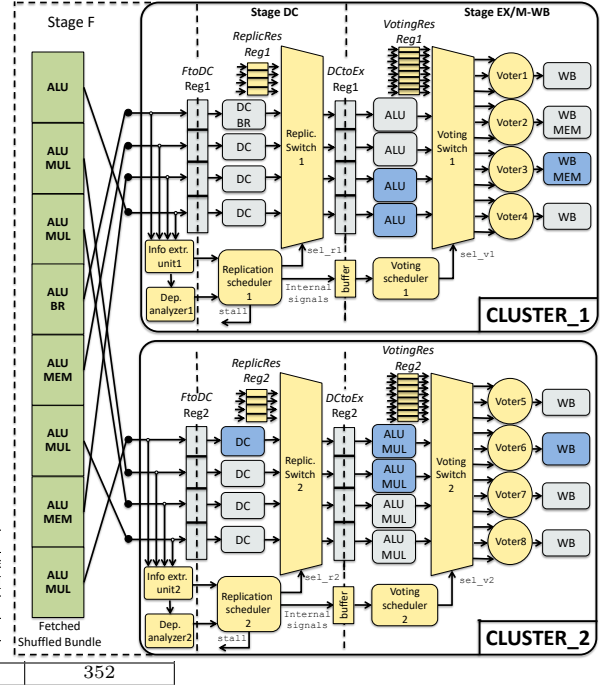 Stage F
ALU
ALU
MUL
ALU
MUL
ALU
BR
ALU
MEM
ALU
MUL
ALU
MEM
ALU
MUL
Fetched
Shuffled Bundle
Stage DC
Stage EX/M-WB
FtoDC
Reg1
ReplicRes
Reg1
DCtoEx
Reg1
VotingRes
Reg1
DC
BR
DC
DC
DC
Replic.
Switch
1
ALU
ALU
ALU
ALU
Voting
Switch
1
Voter1
Voter2
Voter3
Voter4
WB
WB
MEM
WB
MEM
WB
Info extr.
unit1
Dep.
analyzer1
Replication
scheduler
1
stall
sel_r1
Internal
signals
buffer
Voting
scheduler
1
sel_v1
CLUSTER_1
FtoDC
Reg2
ReplicRes
Reg2
DCtoEx
Reg2
VotingRes
Reg2
DC
DC
DC
DC
Replic.
Switch
2
ALU
MUL
ALU
MUL
ALU
MUL
ALU
MUL
Voting
Switch
2
Voter5
Voter6
Voter7
Voter8
WB
WB
WB
WB
Info extr.
unit2
Dep.
analyzer2
Replication
scheduler
2
stall
sel_r2
Internal
signals
buffer
Voting
scheduler
2
sel_v2
CLUSTER_2
352